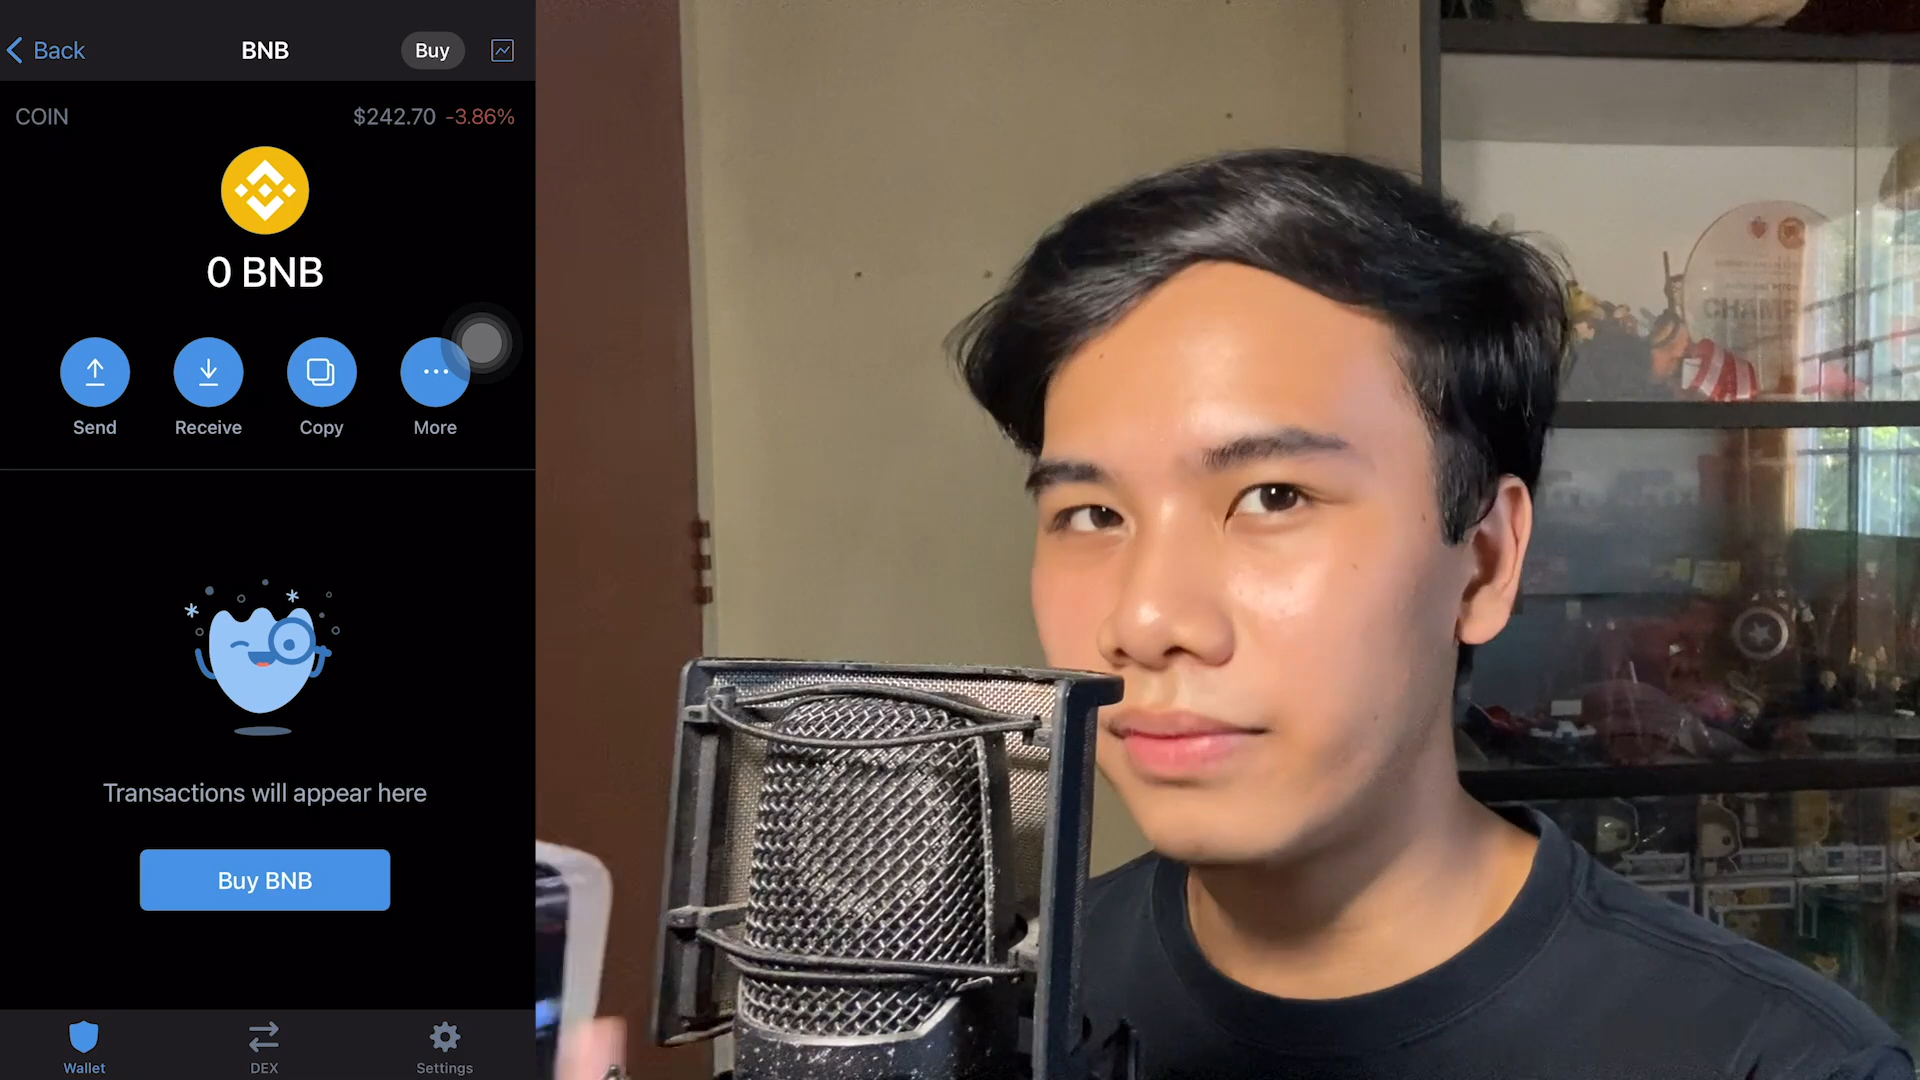 Back
BNB
Buy
COIN
$242.70 -3.86%
0 BNB
Send
Receive
Copy
More
Transactions will appear here
Buy BNB
Wallet
DEX
Settings
CHAMP